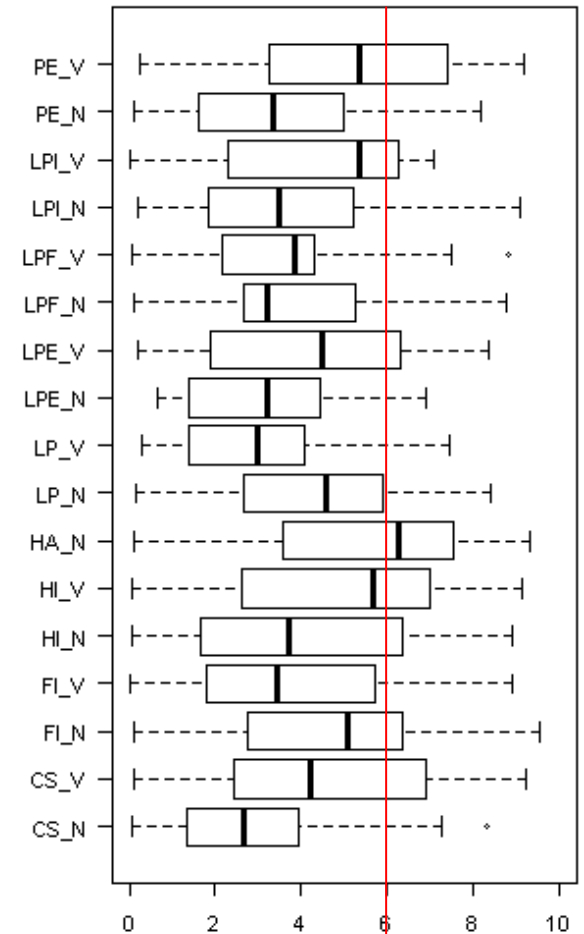 PE_V
PE_N
LPI_V
LPI_N
LPF_V
LPF_N
LPE_V
LPE_N
LP_V
LP_N
HA_N
HI_V
HI_N
FI_V
FI_N
CS_V
CS_N
0 2 4 6 8 10